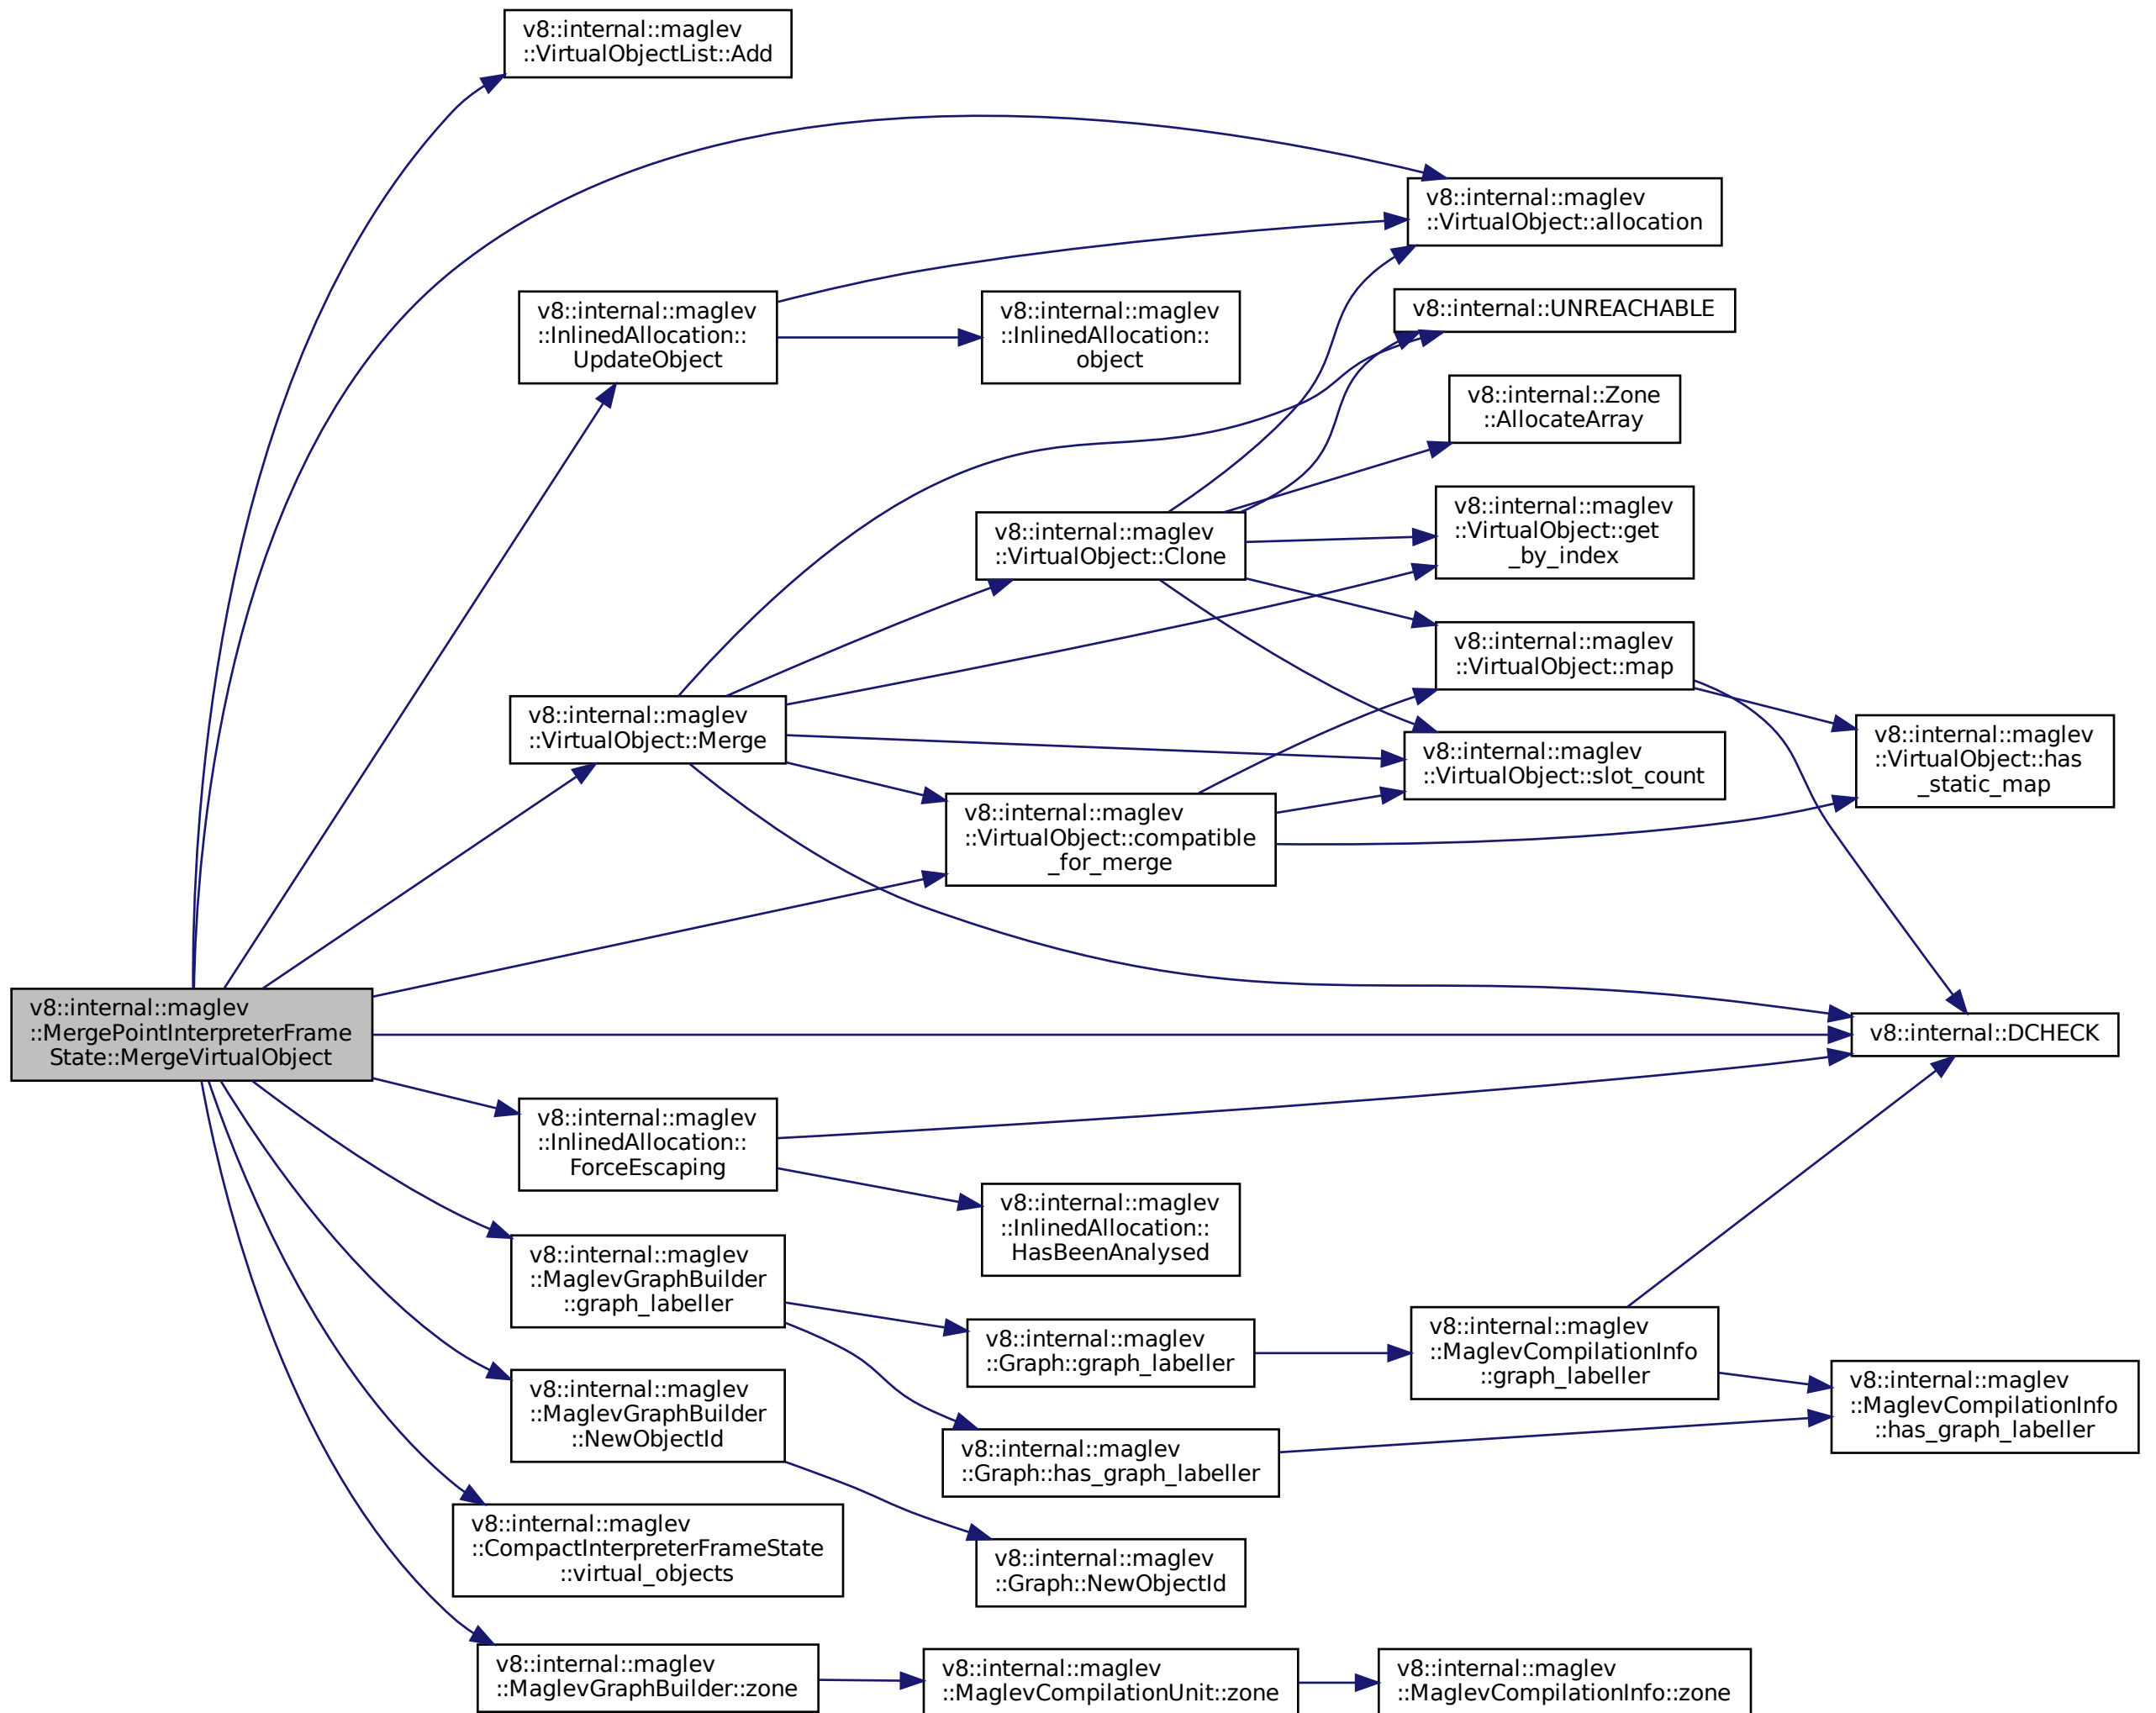 v8::internal::maglev
::VirtualObjectList::Add
v8::internal::maglev
::VirtualObject::allocation
v8::internal::maglev
::InlinedAllocation::
UpdateObject
v8::internal::maglev
::InlinedAllocation::
object
v8::internal::UNREACHABLE
v8::internal::Zone
::AllocateArray
v8::internal::maglev
::VirtualObject::Clone
v8::internal::maglev
::VirtualObject::get
_by_index
v8::internal::maglev
::VirtualObject::map
v8::internal::maglev
::VirtualObject::Merge
v8::internal::maglev
::VirtualObject::slot_count
v8::internal::maglev
::VirtualObject::has
_static_map
v8::internal::maglev
::VirtualObject::compatible
_for_merge
v8::internal::maglev
::MergePointInterpreterFrame
State::MergeVirtualObject
v8::internal::DCHECK
v8::internal::maglev
::InlinedAllocation::
ForceEscaping
v8::internal::maglev
::InlinedAllocation::
HasBeenAnalysed
v8::internal::maglev
::MaglevGraphBuilder
::graph_labeller
v8::internal::maglev
::Graph::graph_labeller
v8::internal::maglev
::MaglevCompilationInfo
::graph_labeller
v8::internal::maglev
::MaglevCompilationInfo
::has_graph_labeller
v8::internal::maglev
::MaglevGraphBuilder
::NewObjectId
v8::internal::maglev
::Graph::has_graph_labeller
v8::internal::maglev
::CompactInterpreterFrameState
::virtual_objects
v8::internal::maglev
::Graph::NewObjectId
v8::internal::maglev
::MaglevGraphBuilder::zone
v8::internal::maglev
::MaglevCompilationUnit::zone
v8::internal::maglev
::MaglevCompilationInfo::zone